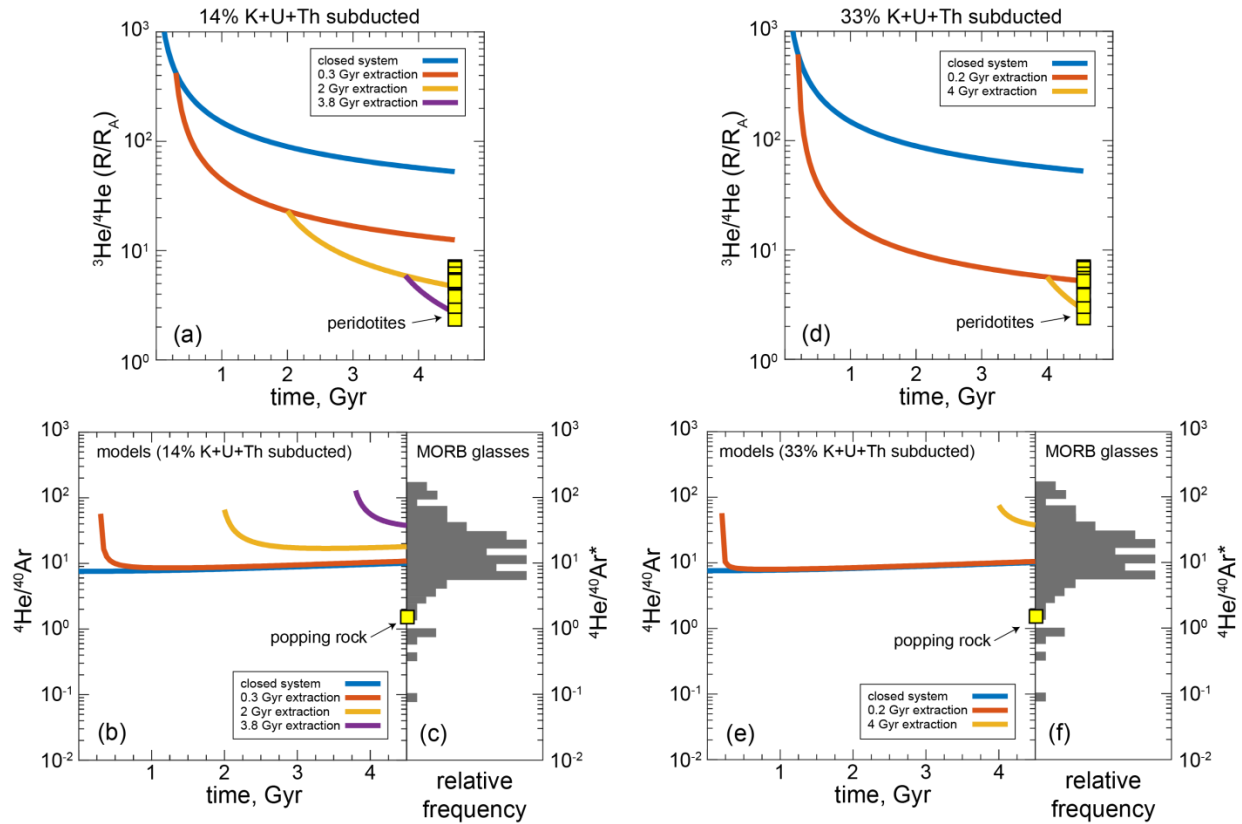 14% K+U+Th subducted
10³
10²
10¹
10⁰
³He/⁴He (R/R_A)
closed system
0.3 Gyr extraction
2 Gyr extraction
3.8 Gyr extraction
peridotites
(a)
1 2 3 4
time, Gyr
33% K+U+Th subducted
10³
10²
10¹
10⁰
³He/⁴He (R/R_A)
closed system
0.2 Gyr extraction
4 Gyr extraction
peridotites
(d)
1 2 3 4
time, Gyr
models (14% K+U+Th subducted)
10³
10²
10¹
10⁰
10⁻¹
10⁻²
⁴He/⁴⁰Ar
popping rock
closed system
0.3 Gyr extraction
2 Gyr extraction
3.8 Gyr extraction
(b)
1 2 3 4
time, Gyr
MORB glasses
10³
10²
10¹
10⁰
10⁻¹
10⁻²
⁴He/⁴⁰Ar*
(c)
relative
frequency
models (33% K+U+Th subducted)
10³
10²
10¹
10⁰
10⁻¹
10⁻²
⁴He/⁴⁰Ar
popping rock
closed system
0.2 Gyr extraction
4 Gyr extraction
(e)
1 2 3 4
time, Gyr
MORB glasses
10³
10²
10¹
10⁰
10⁻¹
10⁻²
⁴He/⁴⁰Ar*
(f)
relative
frequency